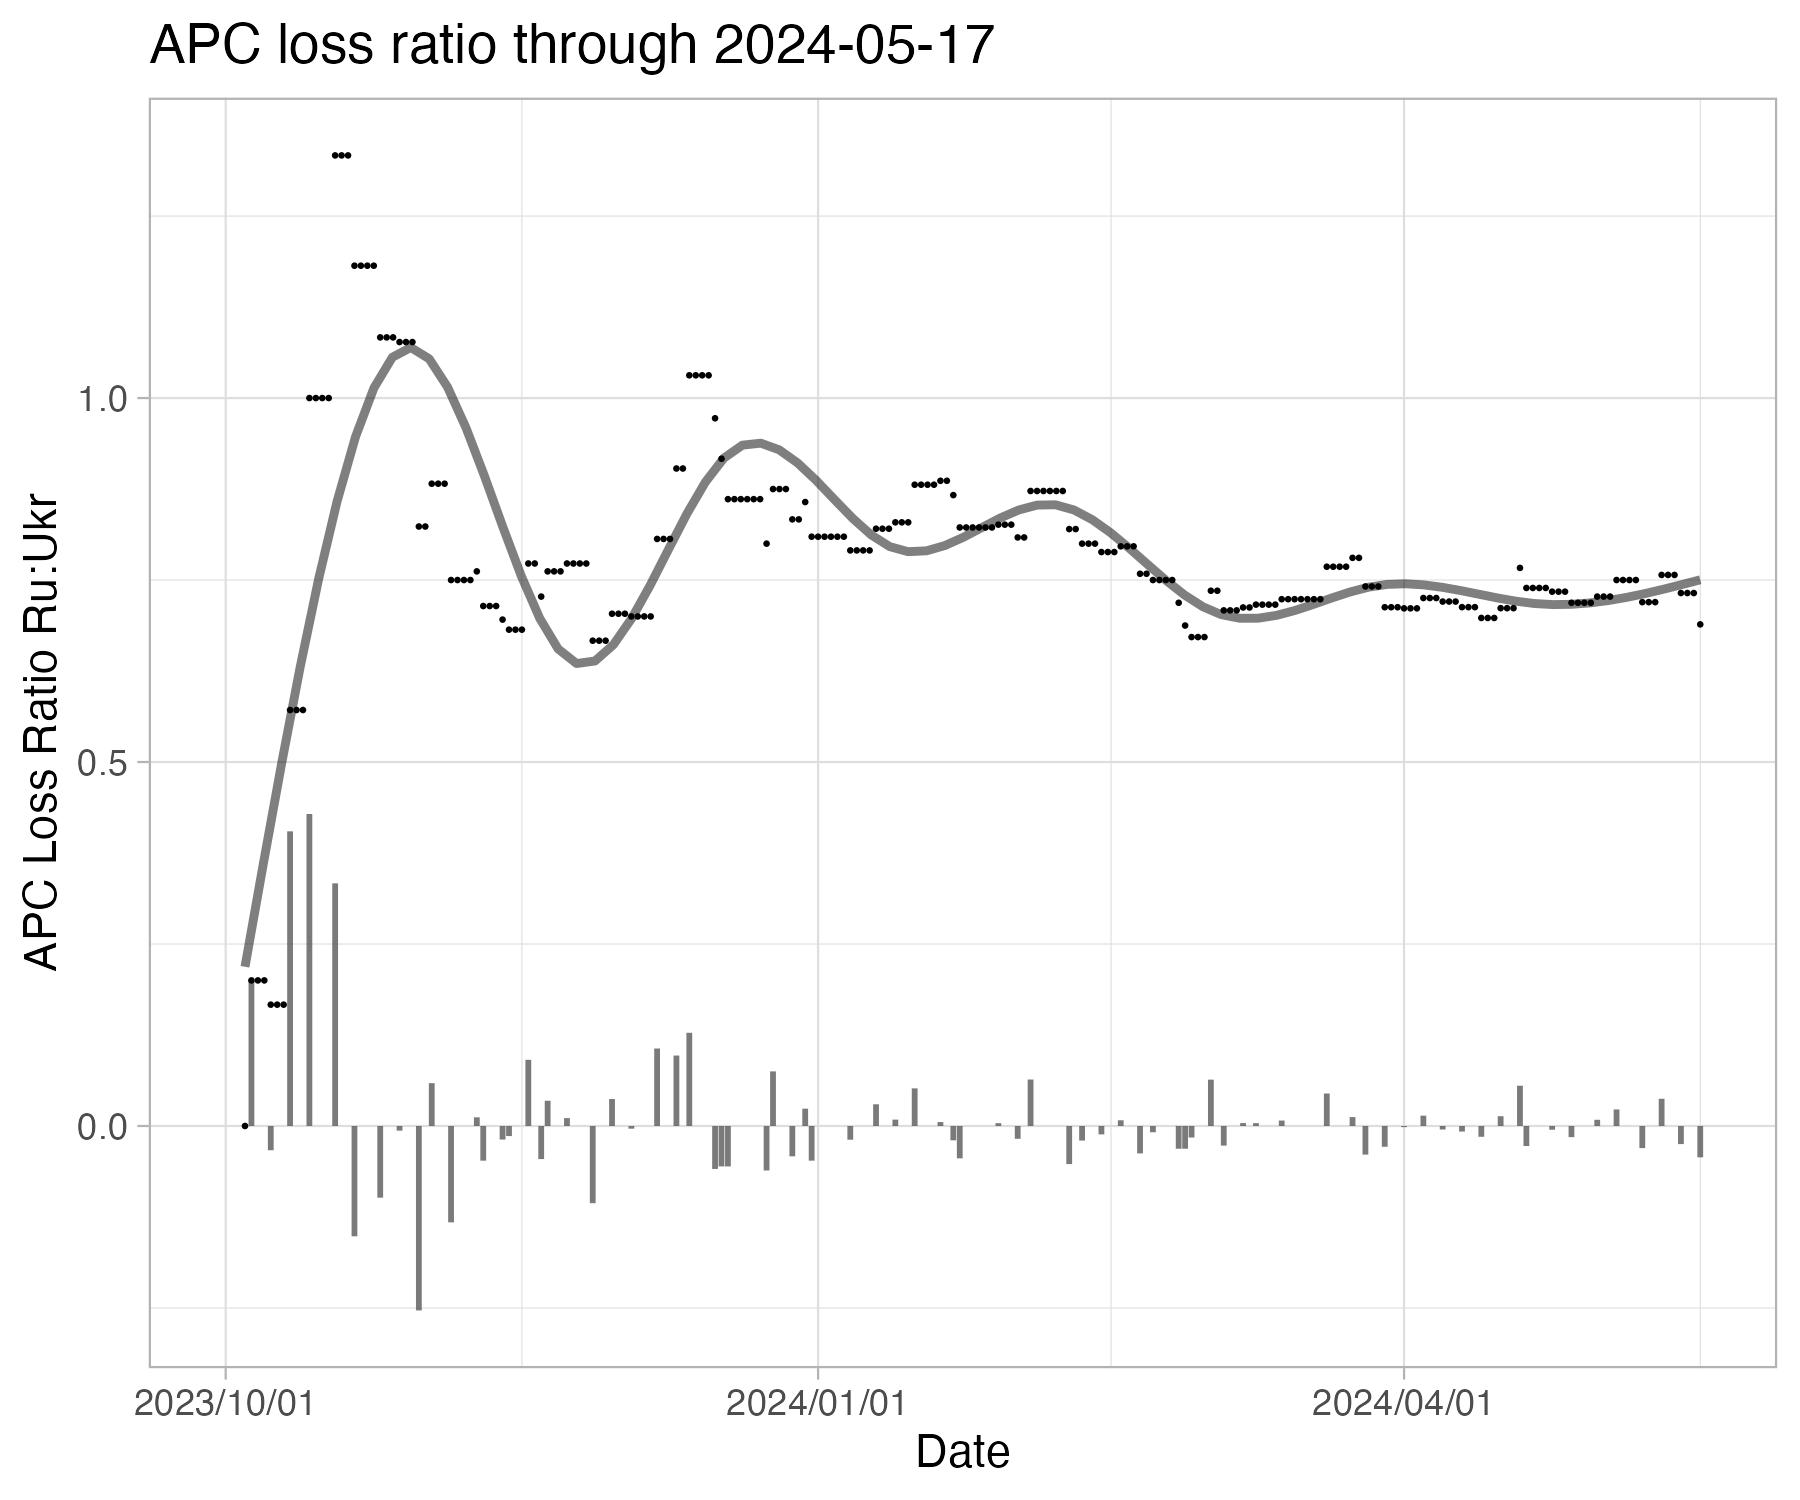 APC loss ratio through 2024-05-17
APC Loss Ratio Ru:Ukr
1.0
0.5
0.0
2023/10/01
2024/01/01
2024/04/01
Date